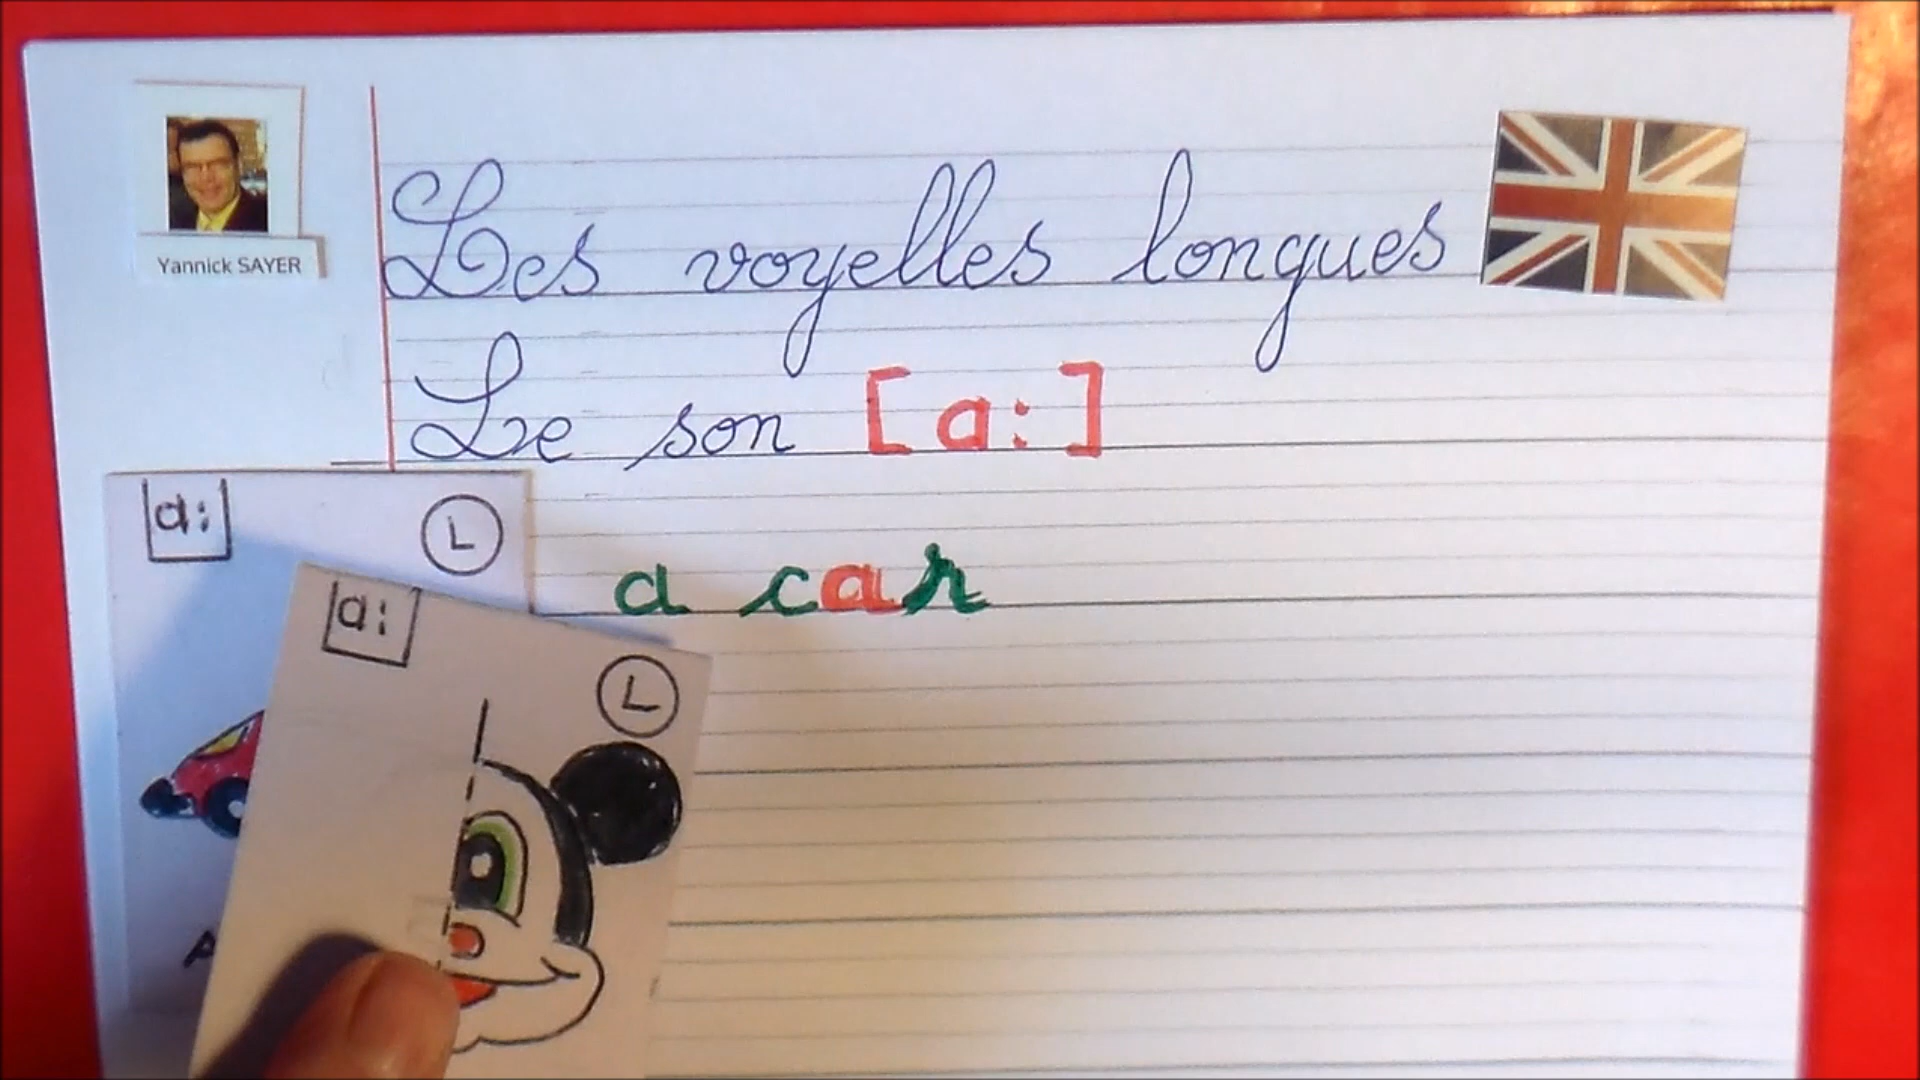 Yannick SAYER
Les voyelles longues
Le son [a:]
a:
L
a car
a:
L
A